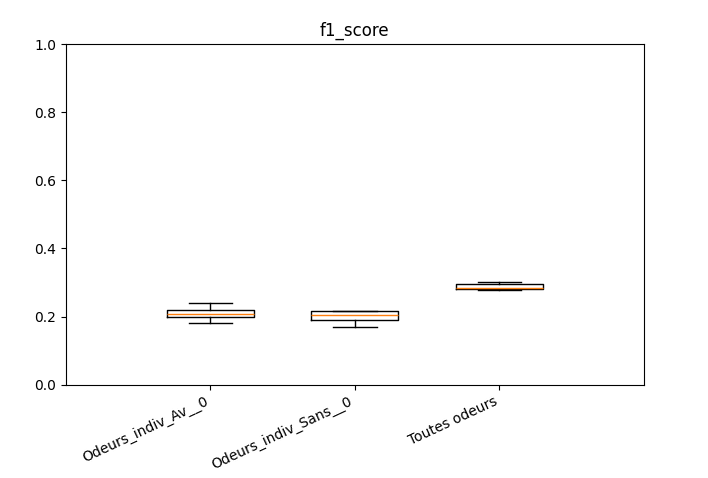 f1_score
1.0
0.8
0.6
0.4
0.2
0.0
Odeurs_indiv_Av__0
Odeurs_indiv_Sans__0
Toutes odeurs